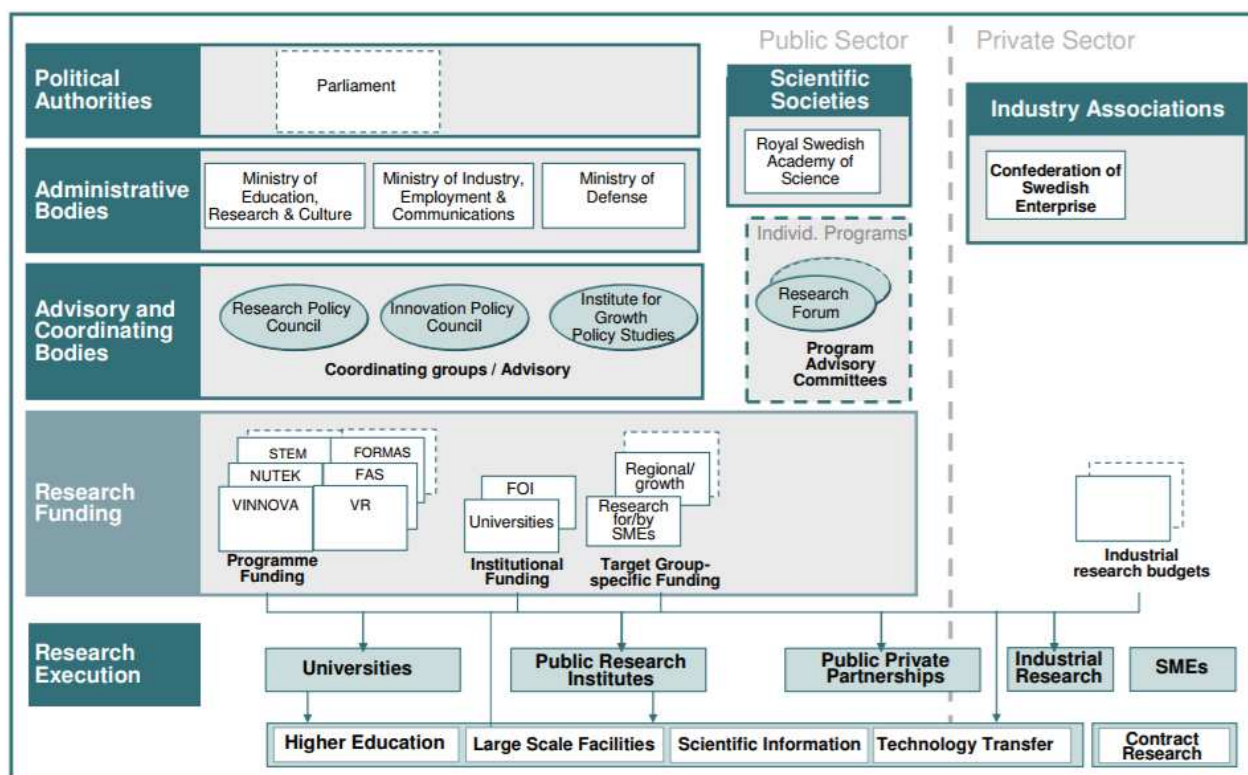 Public Sector
Private Sector
Political
Authorities
Parliament
Scientific
Societies
Royal Swedish
Academy of
Science
Industry Associations
Confederation of
Swedish
Enterprise
Administrative
Bodies
Ministry of
Education,
Research & Culture
Ministry of Industry,
Employment &
Communications
Ministry of
Defense
Individ. Programs
Research
Forum
Program
Advisory
Committees
Advisory and
Coordinating
Bodies
Research Policy
Council
Innovation Policy
Council
Institute for
Growth
Policy Studies
Coordinating groups / Advisory
Research
Funding
STEM
FORMAS
NUTEK
FAS
VINNOVA
VR
Programme
Funding
FOI
Universities
Institutional
Funding
Regional/
growth
Research
for/by
SMEs
Target Group-
specific Funding
Industrial
research budgets
Research
Execution
Universities
Public Research
Institutes
Public Private
Partnerships
Industrial
Research
SMEs
Higher Education
Large Scale Facilities
Scientific Information
Technology Transfer
Contract
Research